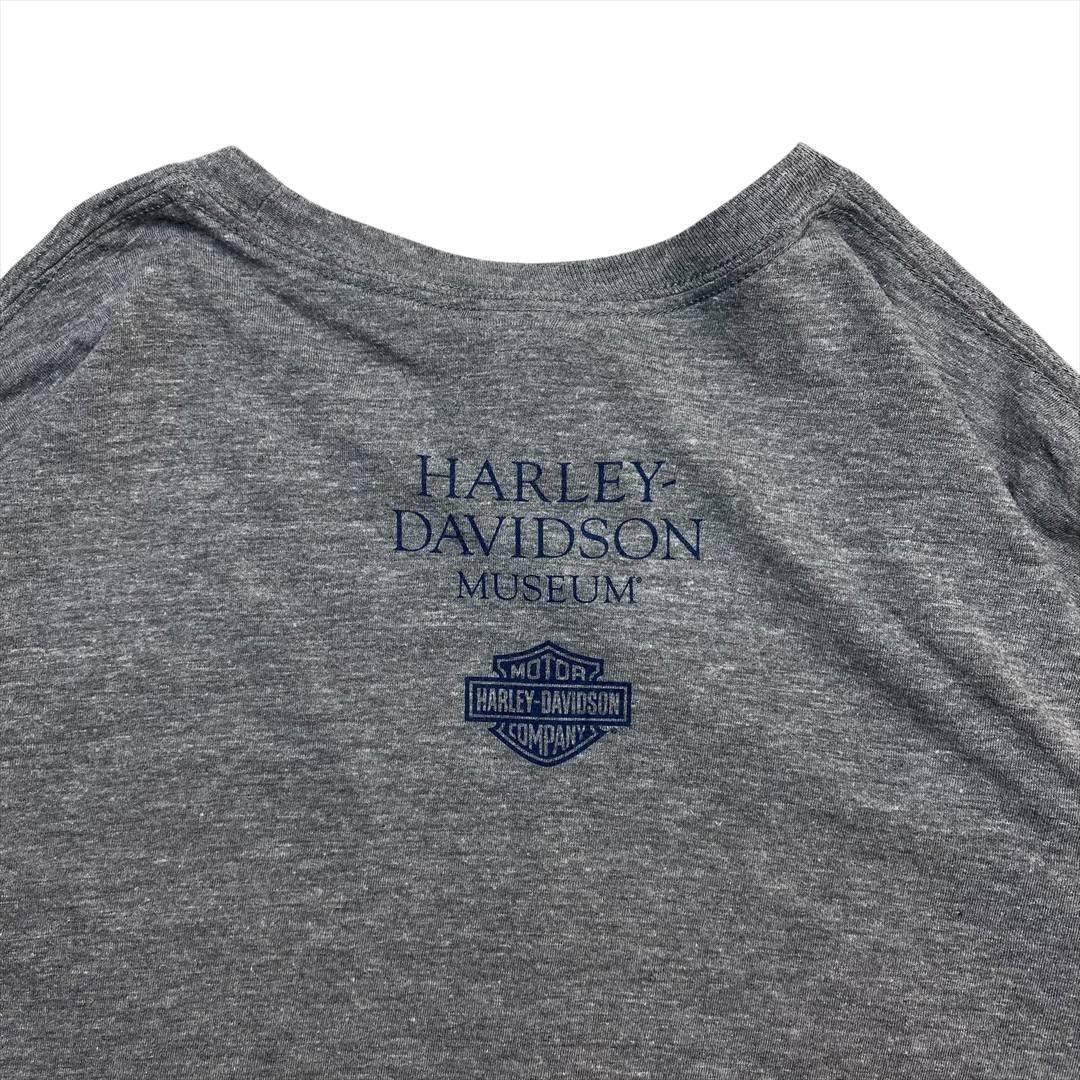 HARLEY-
DAVIDSON
MUSEUM®
MOTOR
HARLEY-DAVIDSON
COMPANY